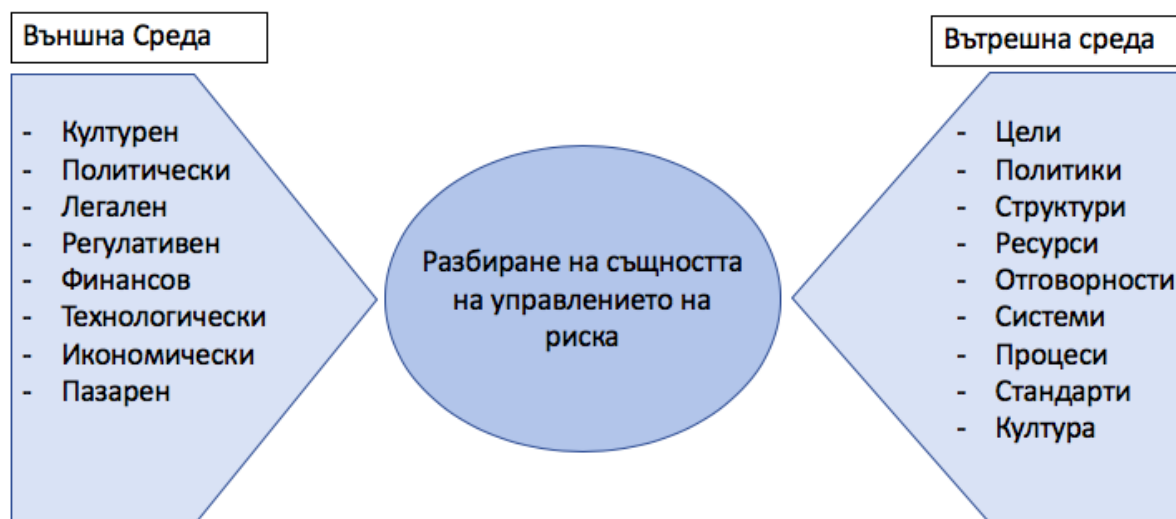 Външна Среда
- Културен
- Политически
- Легален
- Регулативен
- Финансов
- Технологически
- Икономически
- Пазарен
Разбиране на същността
на управлението на
риска
Вътрешна среда
- Цели
- Политики
- Структури
- Ресурси
- Отговорности
- Системи
- Процеси
- Стандарти
- Култура